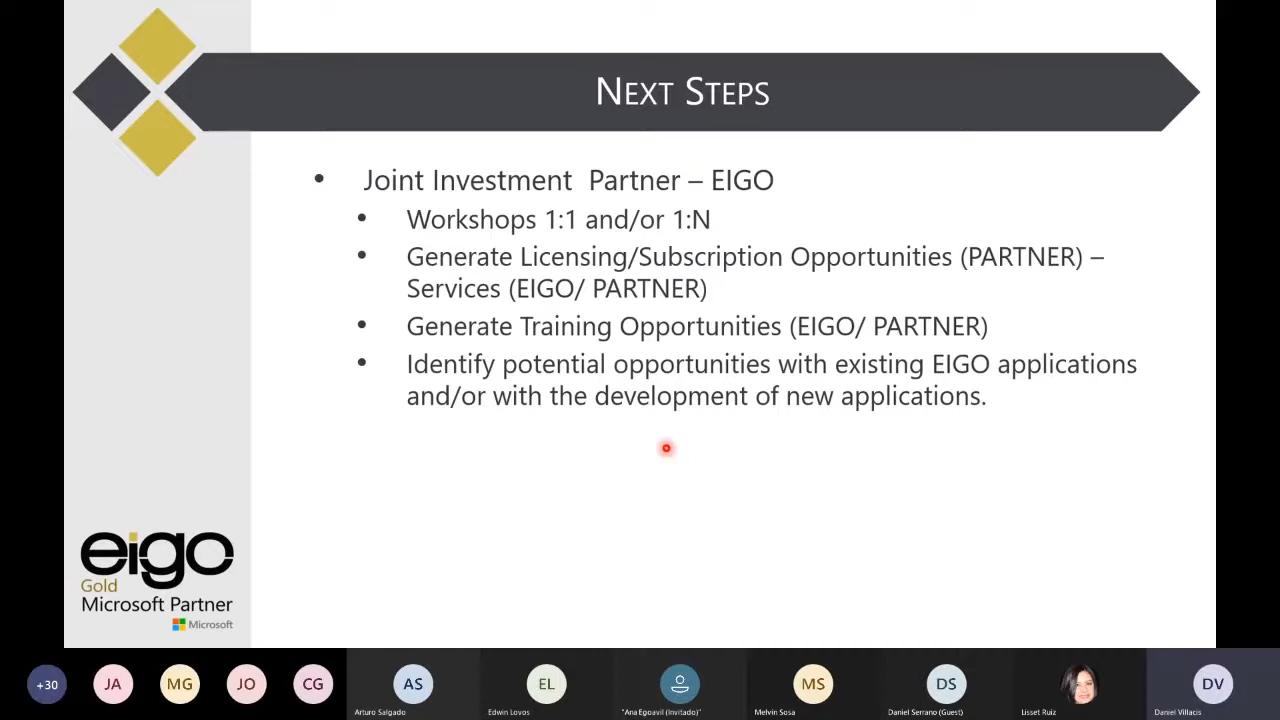 NEXT STEPS
• Joint Investment Partner – EIGO
• Workshops 1:1 and/or 1:N
• Generate Licensing/Subscription Opportunities (PARTNER) –
Services (EIGO/ PARTNER)
• Generate Training Opportunities (EIGO/ PARTNER)
• Identify potential opportunities with existing EIGO applications
and/or with the development of new applications.
eigo
Gold
Microsoft Partner
Microsoft
+30 JA MG JO CG AS EL MS DS DV
Arturo Salgado Edwin Lovos "Ana Egoavil (Invitado)" Melvin Sosa Daniel Serrano (Guest) Lisset Ruiz Daniel Villacis